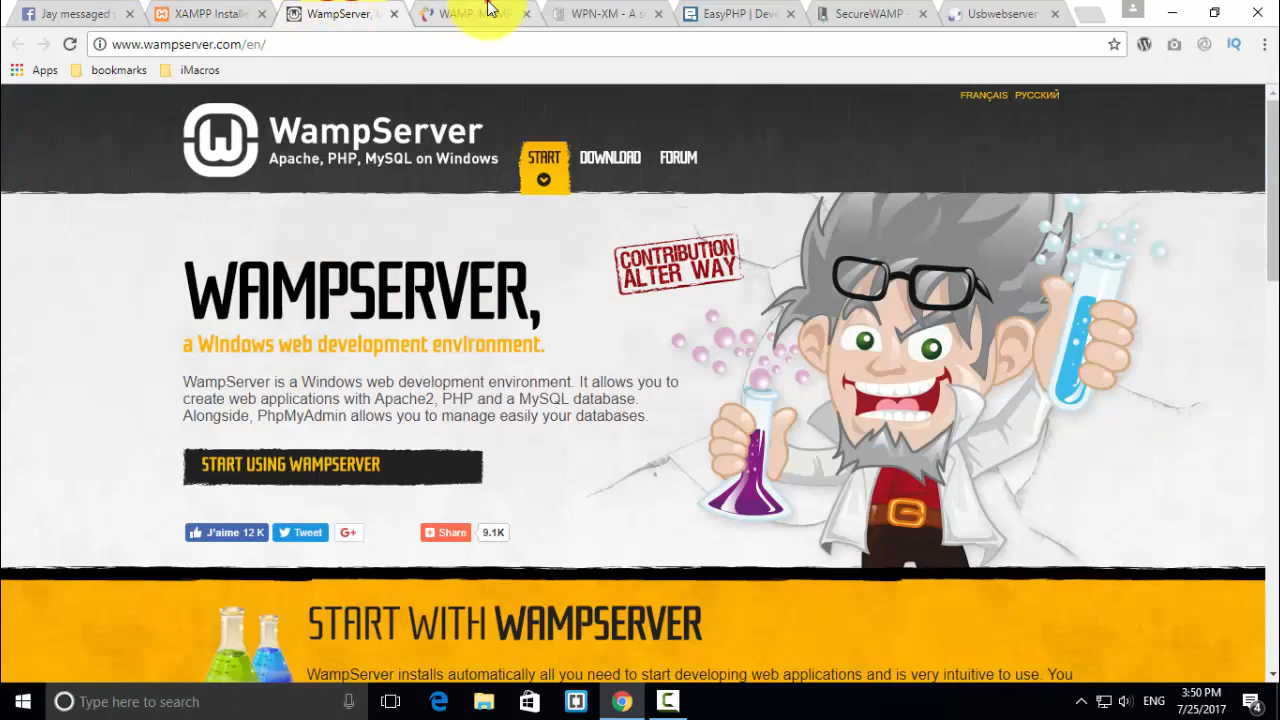 Jay messaged y
XAMPP Installe
WampServer, l
WAMP, MAMP
WPN-XM - A s
EasyPHP | Dev
SecureWAMP -
Usbwebserver
www.wampserver.com/en/
IQ
Apps
bookmarks
iMacros
FRANÇAIS РУССКИЙ
WampServer
Apache, PHP, MySQL on Windows
START
DOWNLOAD
FORUM
CONTRIBUTION
ALTER WAY
WAMPSERVER,
a Windows web development environment.
WampServer is a Windows web development environment. It allows you to
create web applications with Apache2, PHP and a MySQL database.
Alongside, PhpMyAdmin allows you to manage easily your databases.
START USING WAMPSERVER
J'aime 12 K
Tweet
G+
Share
9.1K
START WITH WAMPSERVER
WampServer installs automatically all you need to start developing web applications and is very intuitive to use. You
Type here to search
ENG
3:50 PM
7/25/2017
4